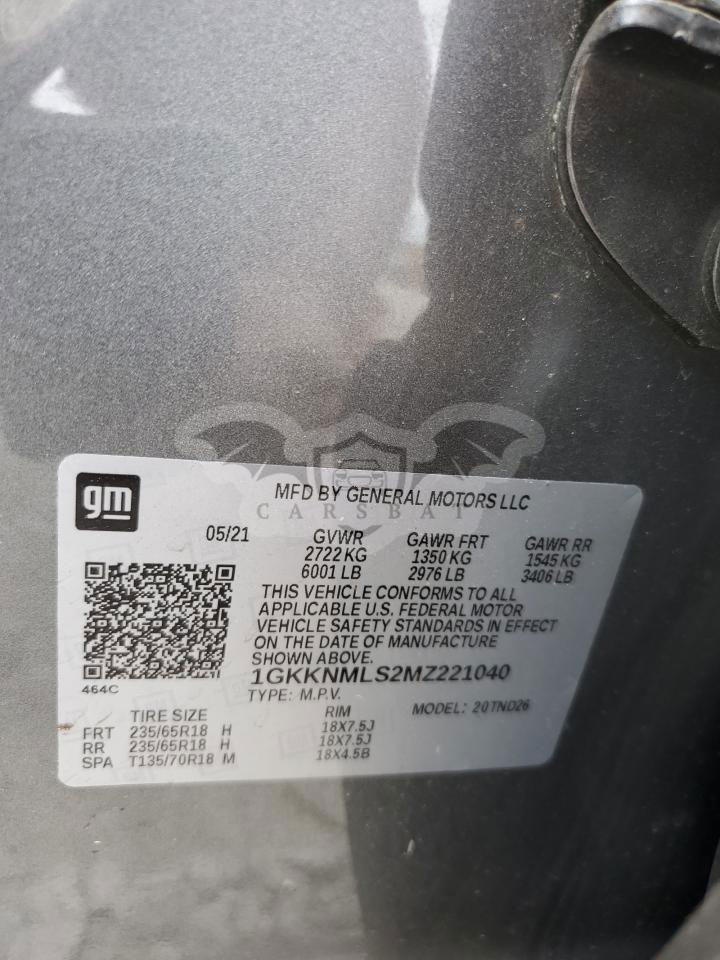 gm
MFD BY GENERAL MOTORS LLC
CARSBAT
05/21 GVWR GAWR FRT GAWR RR
2722 KG 1350 KG 1545 KG
6001 LB 2976 LB 3406 LB
THIS VEHICLE CONFORMS TO ALL
APPLICABLE U.S. FEDERAL MOTOR
VEHICLE SAFETY STANDARDS IN EFFECT
ON THE DATE OF MANUFACTURE
SHOWN ABOVE.
464C
1GKKNMLS2MZ221040
TYPE: M.P.V. MODEL: 20TND26
TIRE SIZE RIM
FRT 235/65R18 H 18X7.5J
RR 235/65R18 H 18X7.5J
SPA T135/70R18 M 18X4.5B